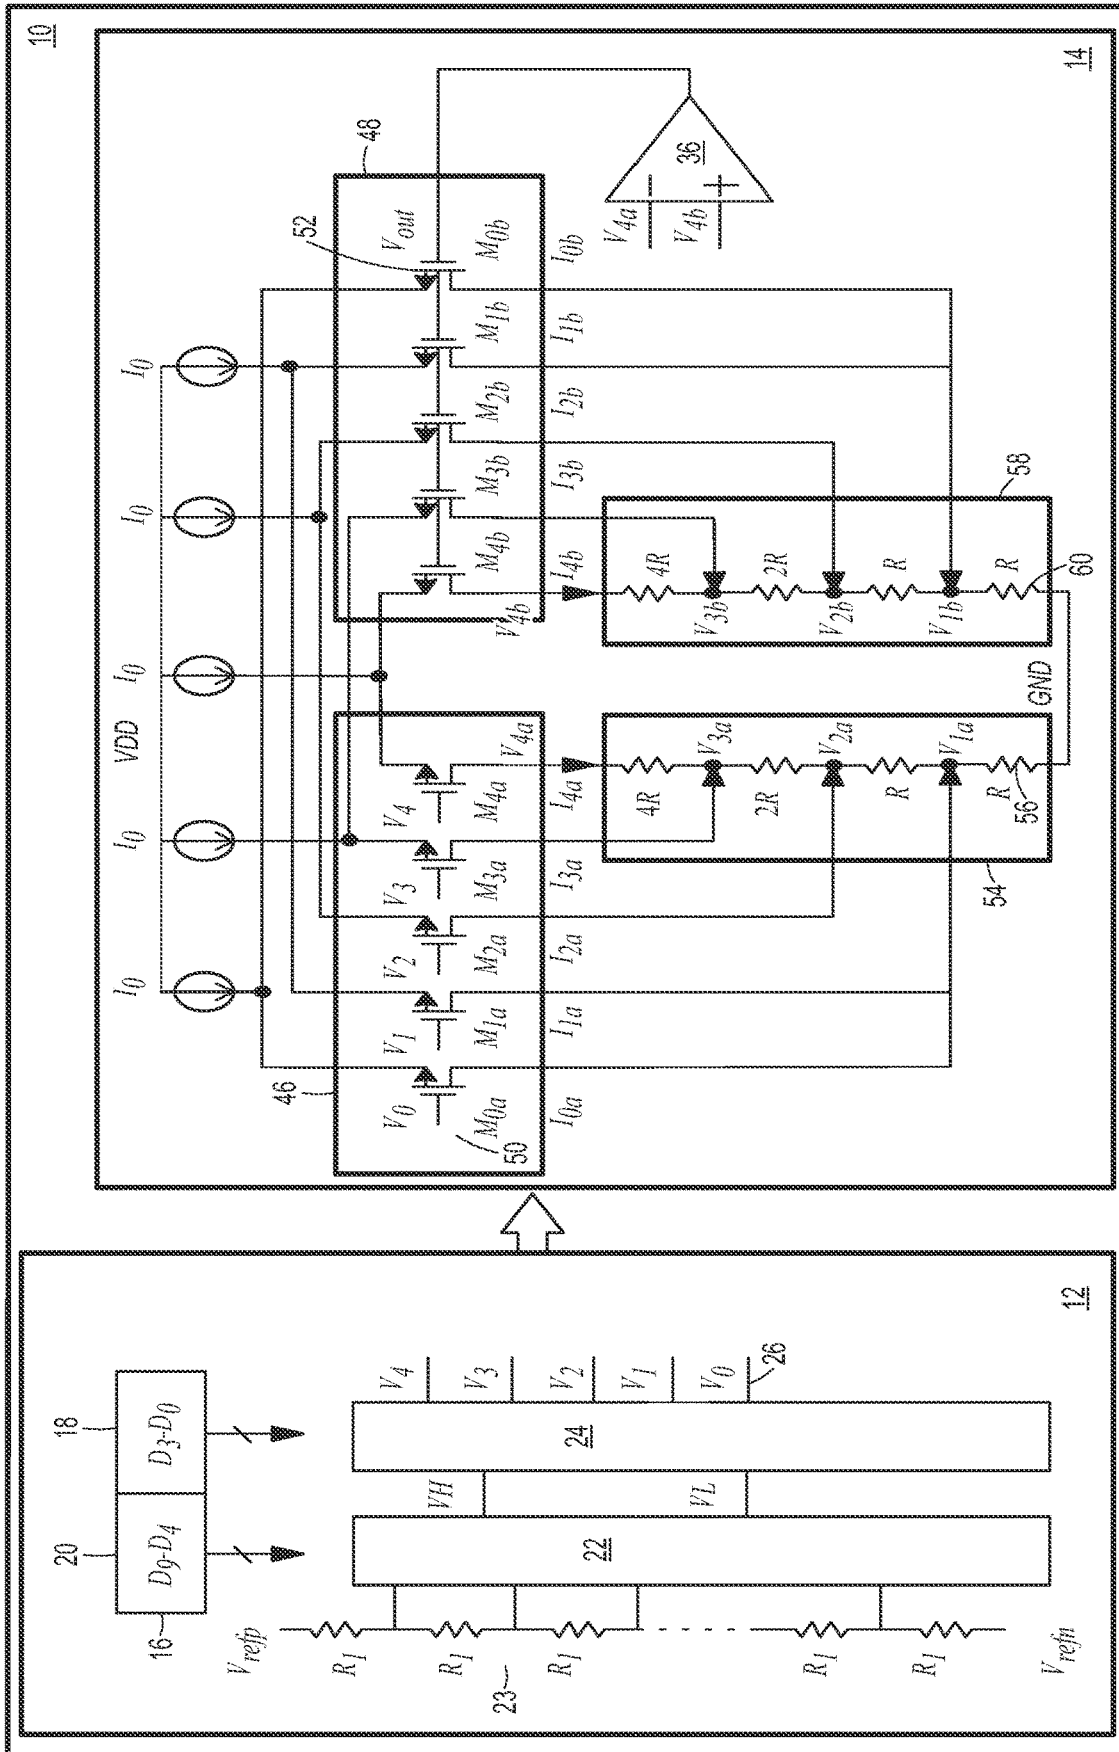 10
12
16
20
18
D9-D4
D3-D0
Vrefp
R1
R1
R1
R1
R1
Vrefn
23
22
VH
VL
24
V4
V3
V2
V1
V0
26
14
VDD
I0
I0
I0
I0
I0
46
V0
V1
V2
V3
V4
M0a
M1a
M2a
M3a
M4a
50
I0a
I1a
I2a
I3a
I4a
V4a
48
52
Vout
M4b
M3b
M2b
M1b
M0b
V4b
I4b
I3b
I2b
I1b
I0b
V4a
V4b
36
54
4R
V3a
2R
V2a
R
V1a
R
56
GND
58
4R
V3b
2R
V2b
R
V1b
R
60